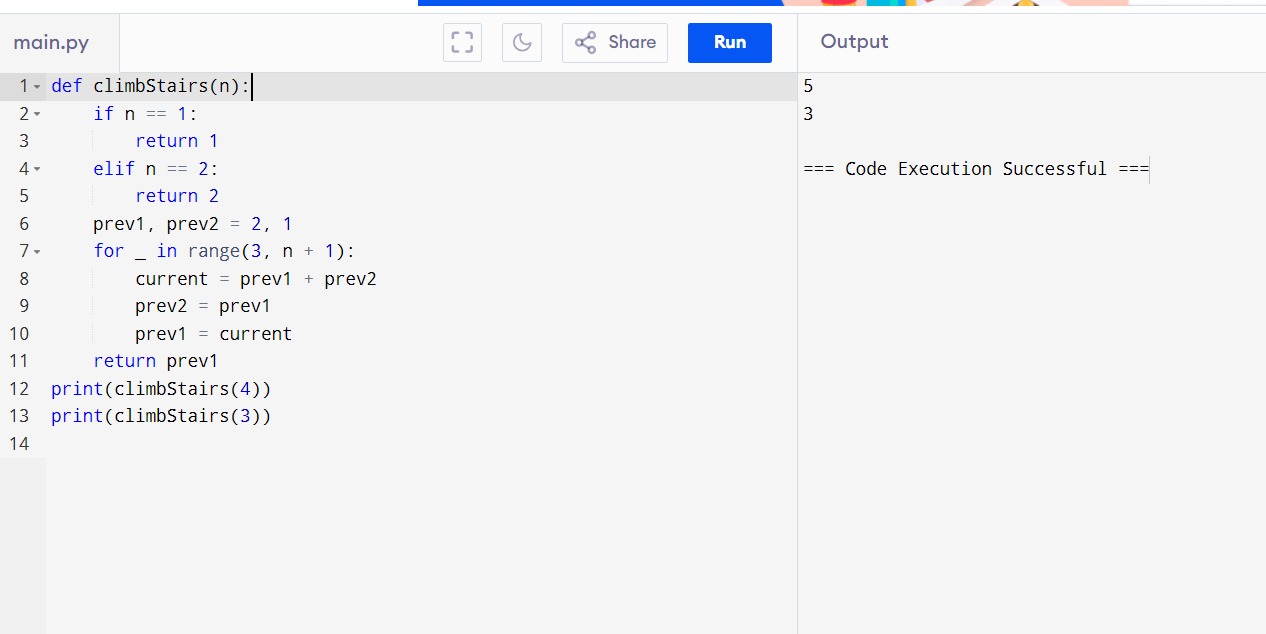 main.py
Share
Run
Output
1 def climbStairs(n):
2     if n == 1:
3         return 1
4     elif n == 2:
5         return 2
6     prev1, prev2 = 2, 1
7     for _ in range(3, n + 1):
8         current = prev1 + prev2
9         prev2 = prev1
10         prev1 = current
11     return prev1
12 print(climbStairs(4))
13 print(climbStairs(3))
14
5
3
=== Code Execution Successful ===